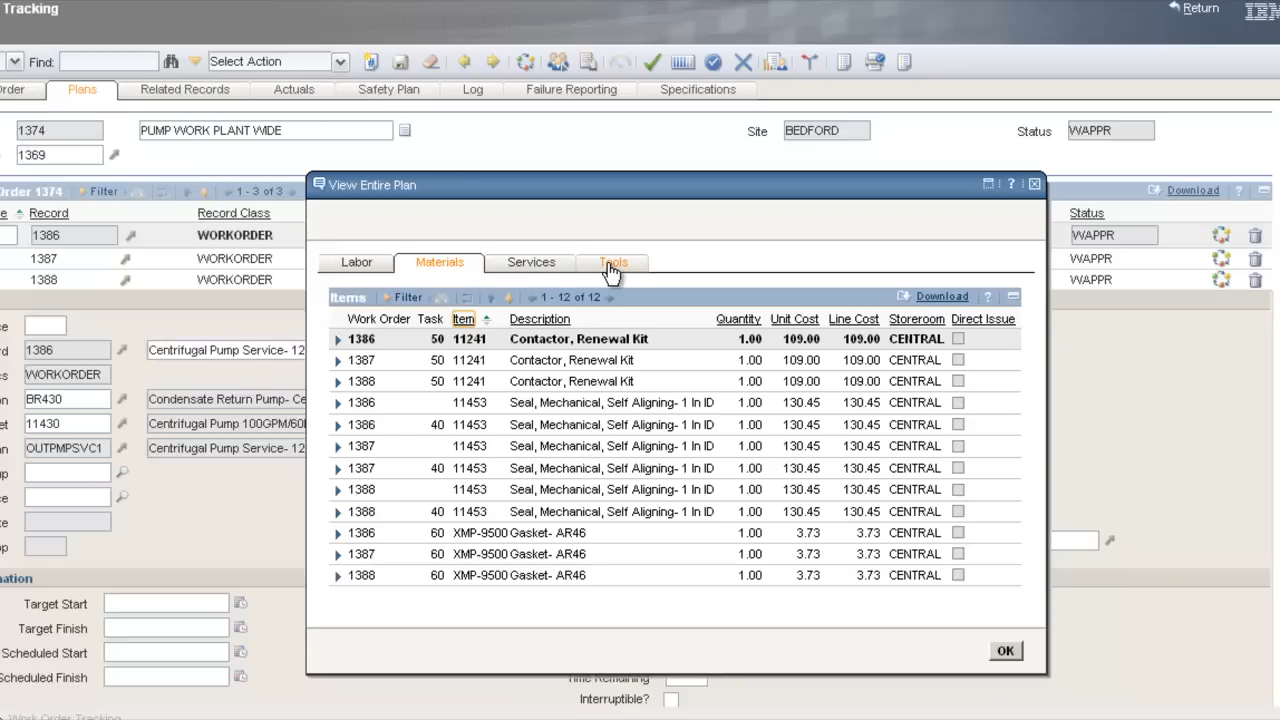 Tracking
Return
IBM
Find:
Select Action
Order
Plans
Related Records
Actuals
Safety Plan
Log
Failure Reporting
Specifications
1374
PUMP WORK PLANT WIDE
Site
BEDFORD
Status
WAPPR
1369
Order 1374
Filter
1 - 3 of 3
Download
?
Record
Record Class
Status
1386
WORKORDER
WAPPR
1387
WORKORDER
WAPPR
1388
WORKORDER
WAPPR
1386
Centrifugal Pump Service- 12
WORKORDER
BR430
Condensate Return Pump- Ce
11430
Centrifugal Pump 100GPM/60
OUTPMPSVC1
Centrifugal Pump Service- 12
Target Start
Target Finish
Scheduled Start
Scheduled Finish
Time Remaining
Interruptible?
Work Order Tracking
View Entire Plan
?
Labor
Materials
Services
Tools
Items
Filter
1 - 12 of 12
Download
?
Work Order Task Item Description Quantity Unit Cost Line Cost Storeroom Direct Issue
1386 50 11241 Contactor, Renewal Kit 1.00 109.00 109.00 CENTRAL
1387 50 11241 Contactor, Renewal Kit 1.00 109.00 109.00 CENTRAL
1388 50 11241 Contactor, Renewal Kit 1.00 109.00 109.00 CENTRAL
1386 11453 Seal, Mechanical, Self Aligning- 1 In ID 1.00 130.45 130.45 CENTRAL
1386 40 11453 Seal, Mechanical, Self Aligning- 1 In ID 1.00 130.45 130.45 CENTRAL
1387 11453 Seal, Mechanical, Self Aligning- 1 In ID 1.00 130.45 130.45 CENTRAL
1387 40 11453 Seal, Mechanical, Self Aligning- 1 In ID 1.00 130.45 130.45 CENTRAL
1388 11453 Seal, Mechanical, Self Aligning- 1 In ID 1.00 130.45 130.45 CENTRAL
1388 40 11453 Seal, Mechanical, Self Aligning- 1 In ID 1.00 130.45 130.45 CENTRAL
1386 60 XMP-9500 Gasket- AR46 1.00 3.73 3.73 CENTRAL
1387 60 XMP-9500 Gasket- AR46 1.00 3.73 3.73 CENTRAL
1388 60 XMP-9500 Gasket- AR46 1.00 3.73 3.73 CENTRAL
OK